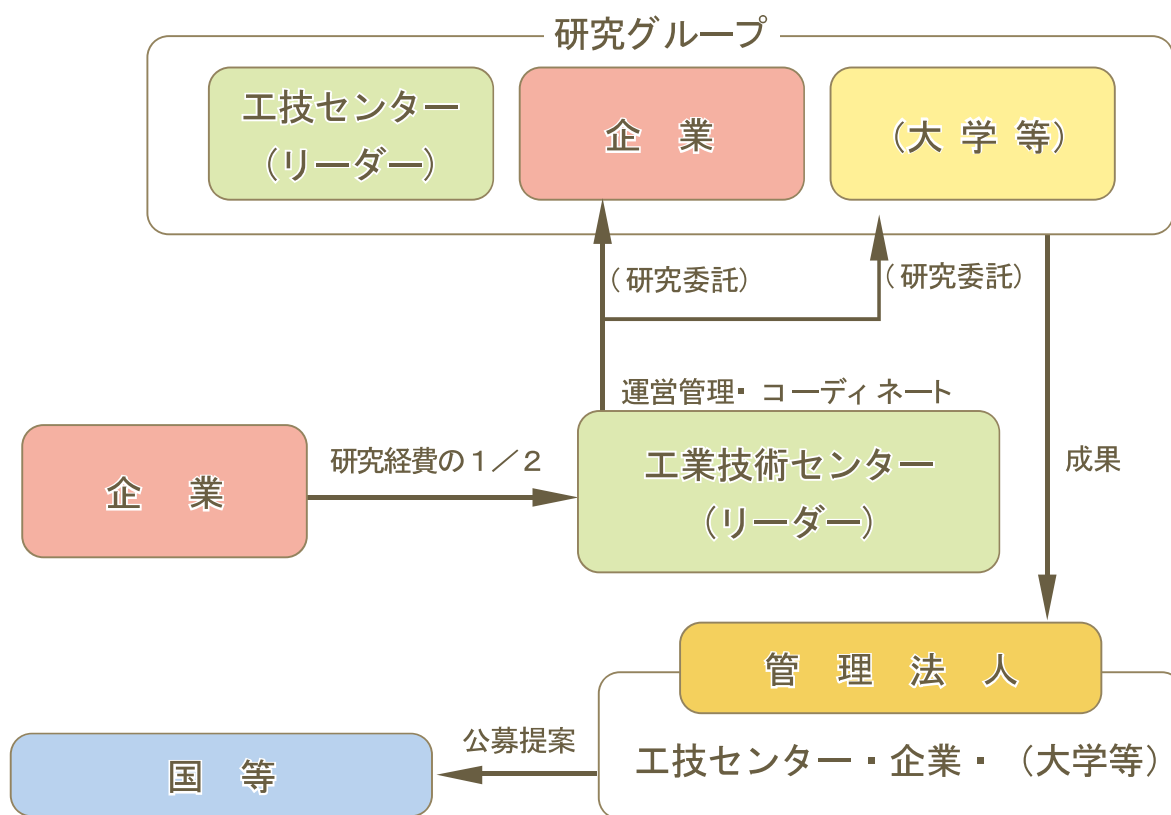 研究グループ
工技センター
（リーダー）
企　業
（大 学 等）
（研究委託）
（研究委託）
運営管理・コーディネート
企　業
研究経費の１／２
工業技術センター
（リーダー）
成果
管　理　法　人
工技センター・企業・（大学等）
公募提案
国　等